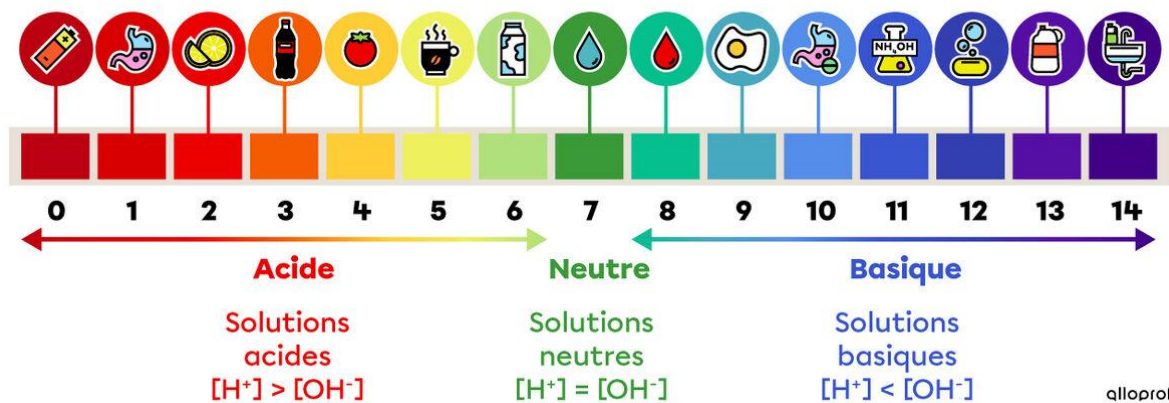 NH₄OH
0 1 2 3 4 5 6 7 8 9 10 11 12 13 14
Acide
Neutre
Basique
Solutions
acides
[H⁺] > [OH⁻]
Solutions
neutres
[H⁺] = [OH⁻]
Solutions
basiques
[H⁺] < [OH⁻]
alloprof